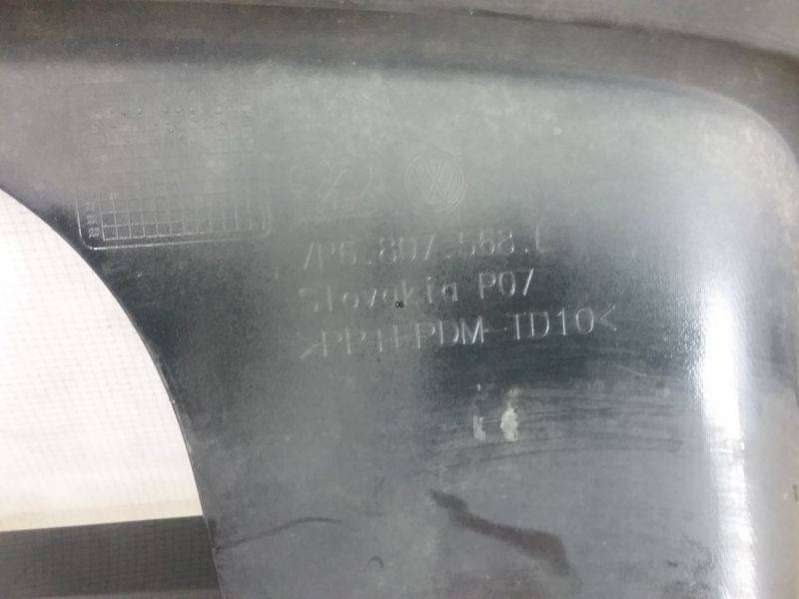 7P6.807.568.
Slovakia P07
>PP+EPDM-TD10<